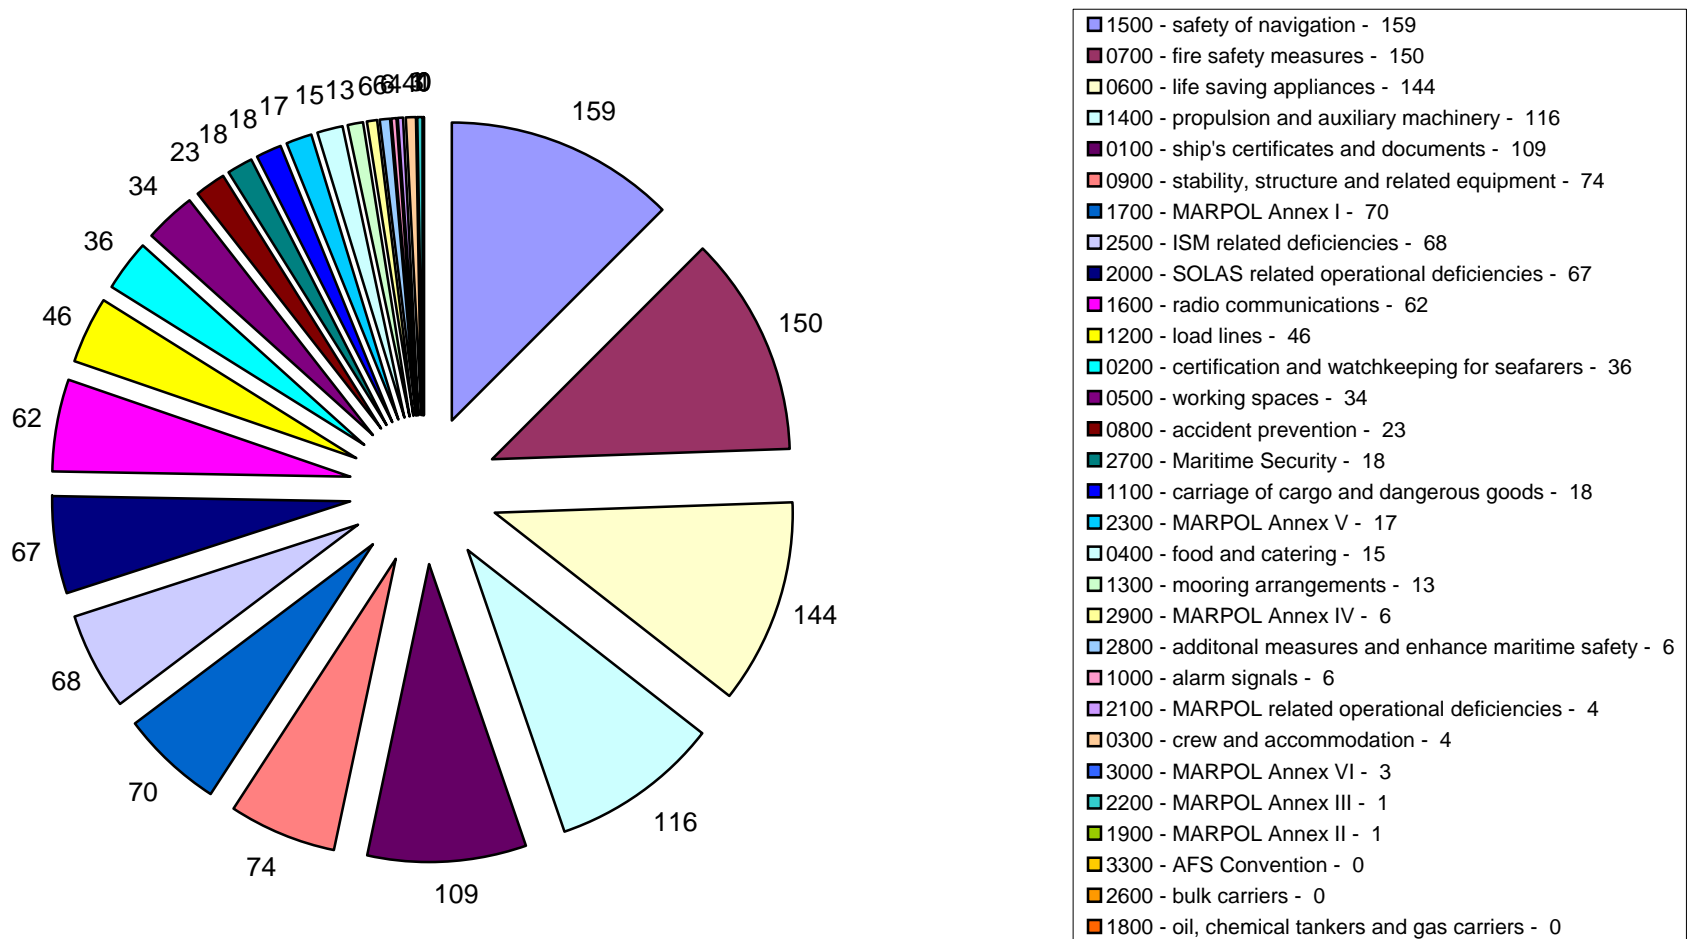 159
150
144
116
109
74
70
68
67
62
46
36
34
23
18
18
17
15
13
6
6
6
4
1500 - safety of navigation - 159
0700 - fire safety measures - 150
0600 - life saving appliances - 144
1400 - propulsion and auxiliary machinery - 116
0100 - ship's certificates and documents - 109
0900 - stability, structure and related equipment - 74
1700 - MARPOL Annex I - 70
2500 - ISM related deficiencies - 68
2000 - SOLAS related operational deficiencies - 67
1600 - radio communications - 62
1200 - load lines - 46
0200 - certification and watchkeeping for seafarers - 36
0500 - working spaces - 34
0800 - accident prevention - 23
2700 - Maritime Security - 18
1100 - carriage of cargo and dangerous goods - 18
2300 - MARPOL Annex V - 17
0400 - food and catering - 15
1300 - mooring arrangements - 13
2900 - MARPOL Annex IV - 6
2800 - additonal measures and enhance maritime safety - 6
1000 - alarm signals - 6
2100 - MARPOL related operational deficiencies - 4
0300 - crew and accommodation - 4
3000 - MARPOL Annex VI - 3
2200 - MARPOL Annex III - 1
1900 - MARPOL Annex II - 1
3300 - AFS Convention - 0
2600 - bulk carriers - 0
1800 - oil, chemical tankers and gas carriers - 0